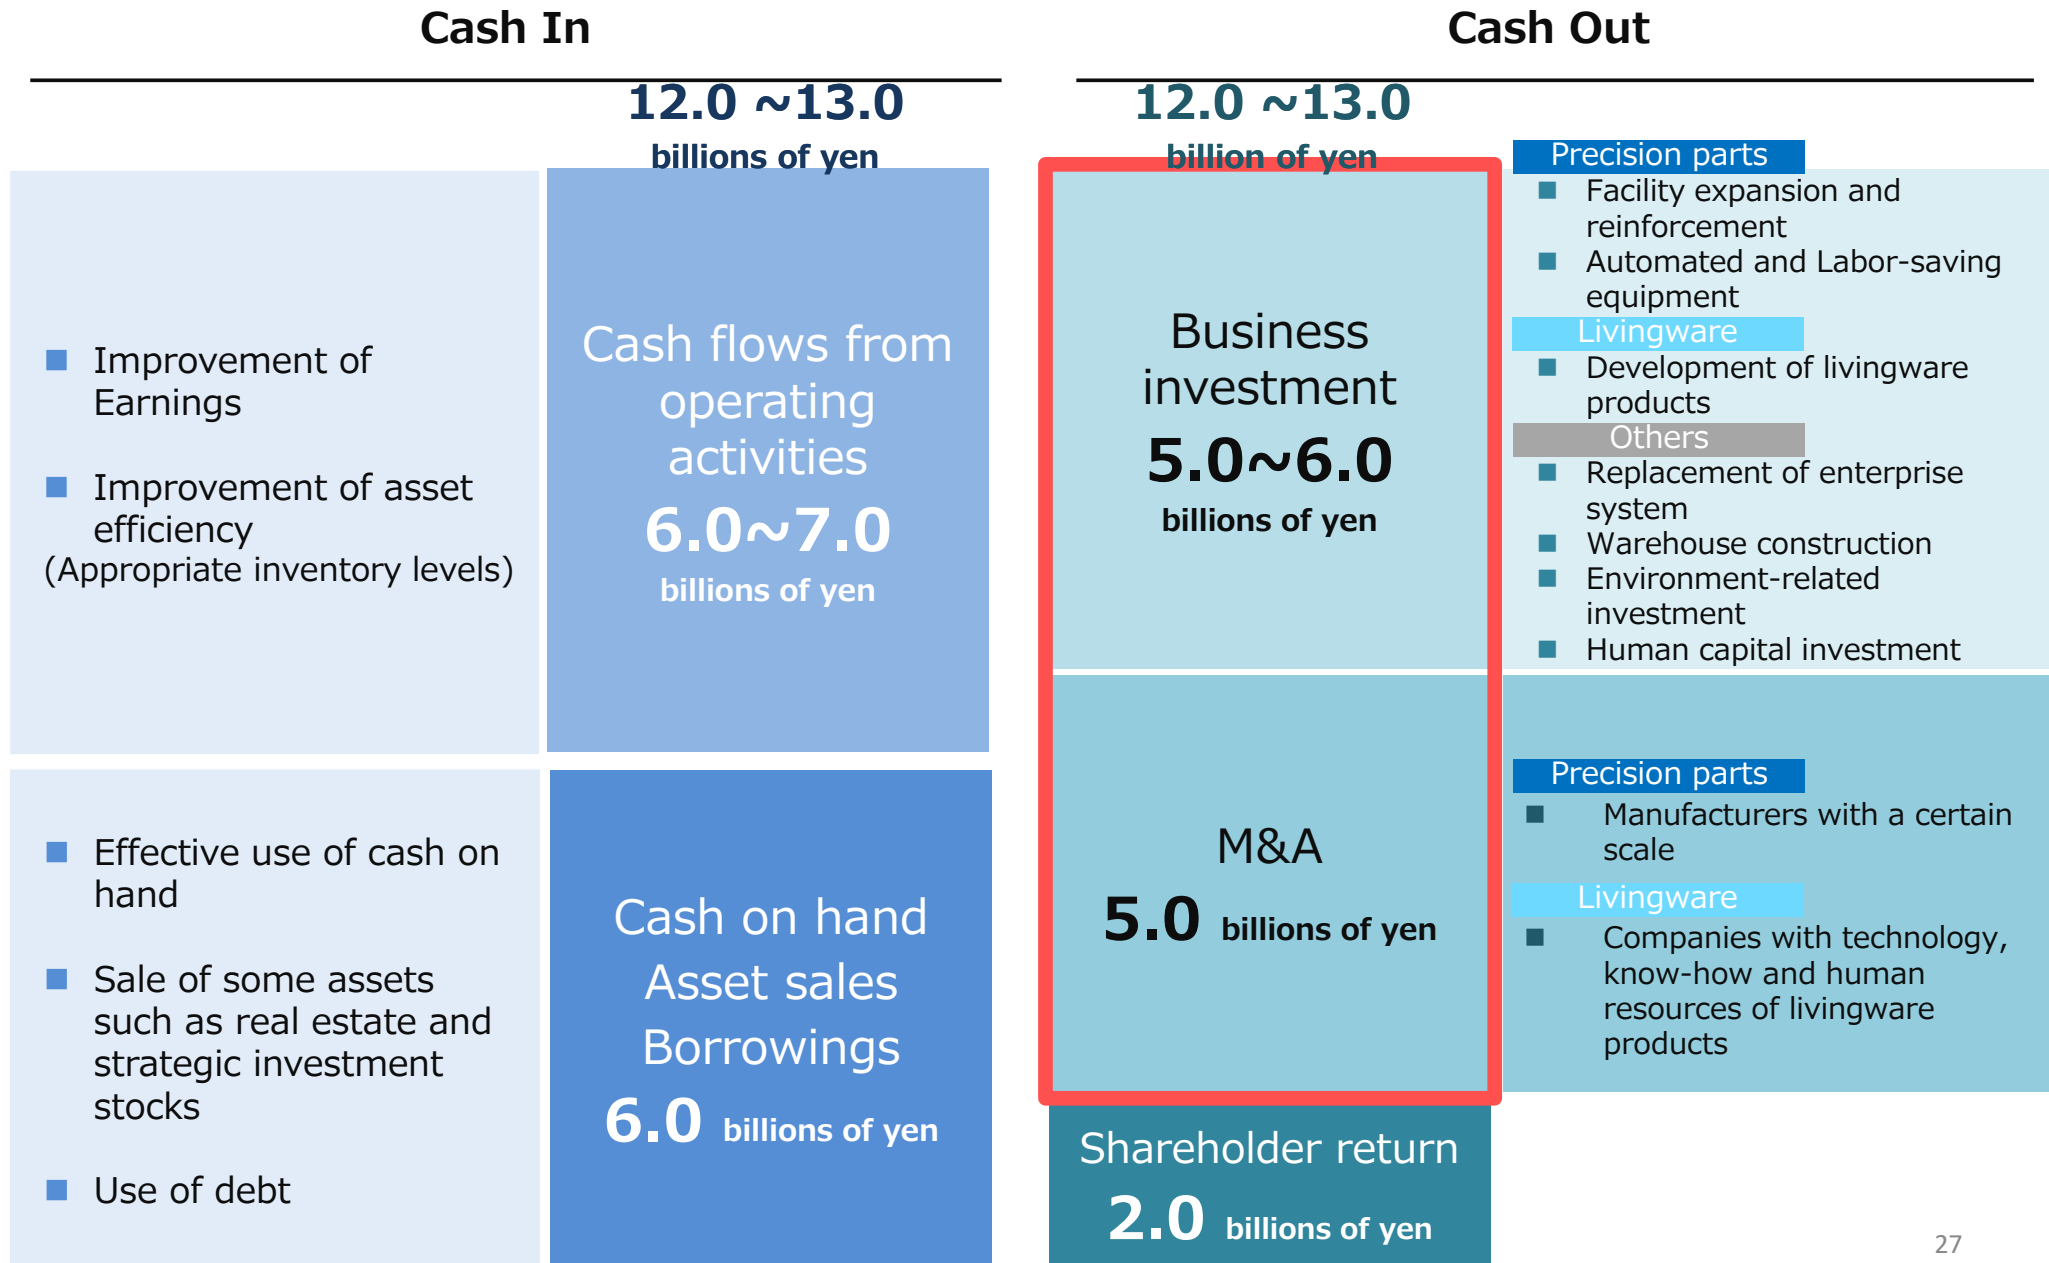 Cash In
12.0 ~13.0
billions of yen
Improvement of
Earnings
Improvement of asset
efficiency
(Appropriate inventory levels)
Cash flows from
operating
activities
6.0~7.0
billions of yen
Effective use of cash on
hand
Sale of some assets
such as real estate and
strategic investment
stocks
Use of debt
Cash on hand
Asset sales
Borrowings
6.0 billions of yen
Cash Out
12.0 ~13.0
billion of yen
Business
investment
5.0~6.0
billions of yen
Precision parts
Facility expansion and
reinforcement
Automated and Labor-saving
equipment
Livingware
Development of livingware
products
Others
Replacement of enterprise
system
Warehouse construction
Environment-related
investment
Human capital investment
M&A
5.0 billions of yen
Precision parts
Manufacturers with a certain
scale
Livingware
Companies with technology,
know-how and human
resources of livingware
products
Shareholder return
2.0 billions of yen
27